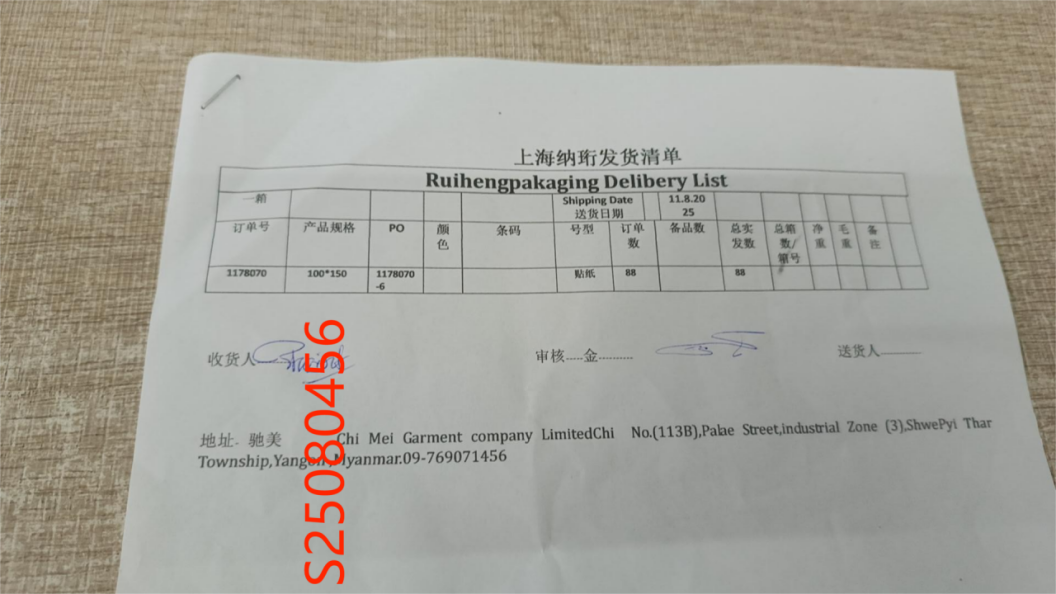 上海纳珩发货清单
Ruihengpakaging Delibery List
一箱 Shipping Date 送货日期 11.8.2025
订单号 产品规格 PO 颜色 条码 号型 订单数 备品数 总实发数 总箱数/箱号 净重 毛重 备注
1178070 100*150 1178070-6 贴纸 88 88
收货人 审核.....金.......... 送货人
地址. 驰美 Chi Mei Garment company LimitedChi No.(113B),Palae Street,industrial Zone (3),ShwePyi Thar
Township,Yangon,Myanmar.09-769071456
S25080456